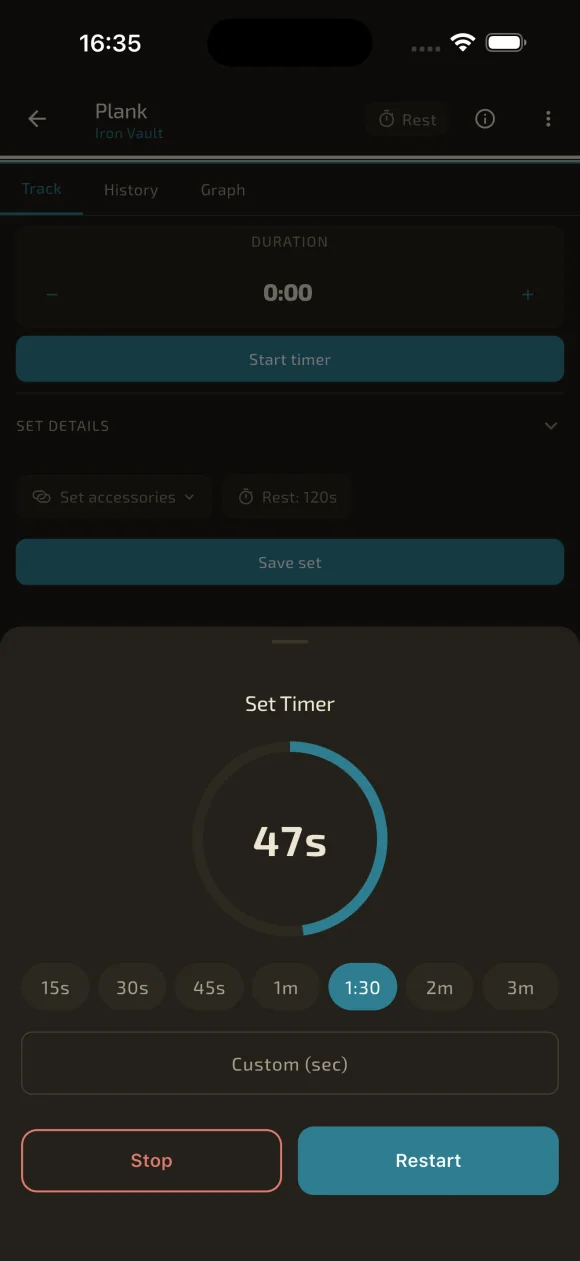 16:35
Plank
Iron Vault
Rest
Track History Graph
DURATION
− 0:00 +
Start timer
SET DETAILS
Set accessories Rest: 120s
Save set
Set Timer
47s
15s 30s 45s 1m 1:30 2m 3m
Custom (sec)
Stop Restart